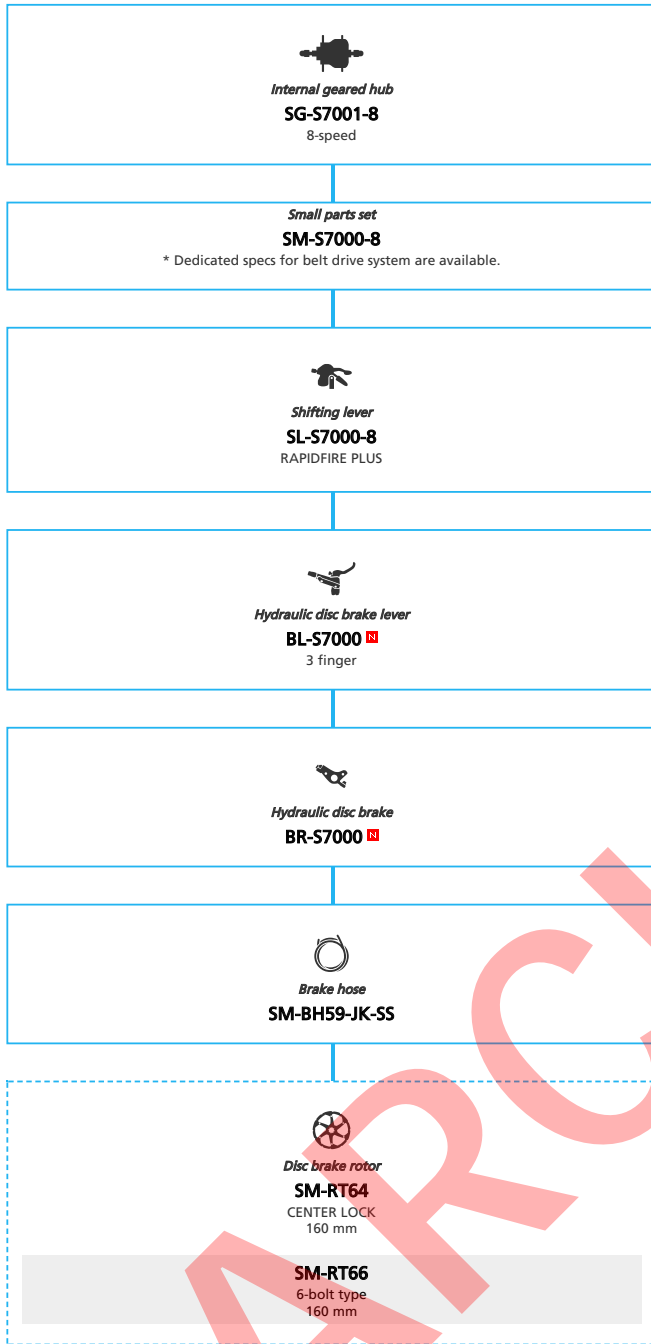 Internal geared hub
SG-S7001-8
8-speed
Small parts set
SM-S7000-8
* Dedicated specs for belt drive system are available.
Shifting lever
SL-S7000-8
RAPIDFIRE PLUS
Hydraulic disc brake lever
BL-S7000 N
3 finger
Hydraulic disc brake
BR-S7000 N
Brake hose
SM-BH59-JK-SS
Disc brake rotor
SM-RT64
CENTER LOCK
160 mm
SM-RT66
6-bolt type
160 mm